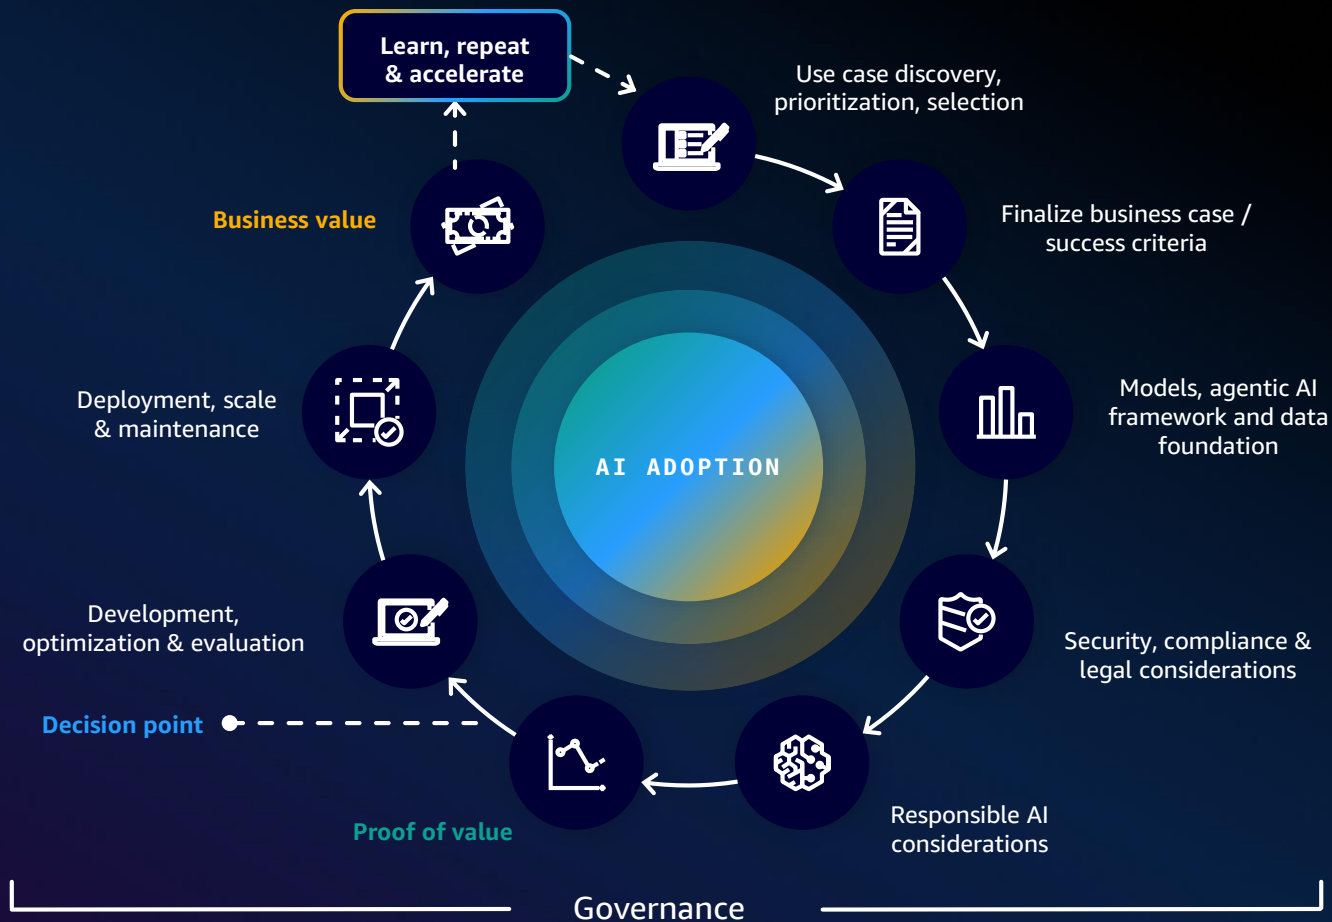 Learn, repeat
& accelerate
Use case discovery,
prioritization, selection
Finalize business case /
success criteria
Models, agentic AI
framework and data
foundation
Security, compliance &
legal considerations
Responsible AI
considerations
Proof of value
Decision point
Development,
optimization & evaluation
Deployment, scale
& maintenance
Business value
AI ADOPTION
Governance